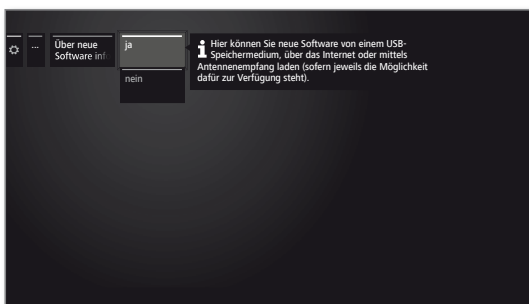 ...
Über neue
Software info
ja
nein
Hier können Sie neue Software von einem USB-
Speichermedium, über das Internet oder mittels
Antennenempfang laden (sofern jeweils die Möglichkeit
dafür zur Verfügung steht).